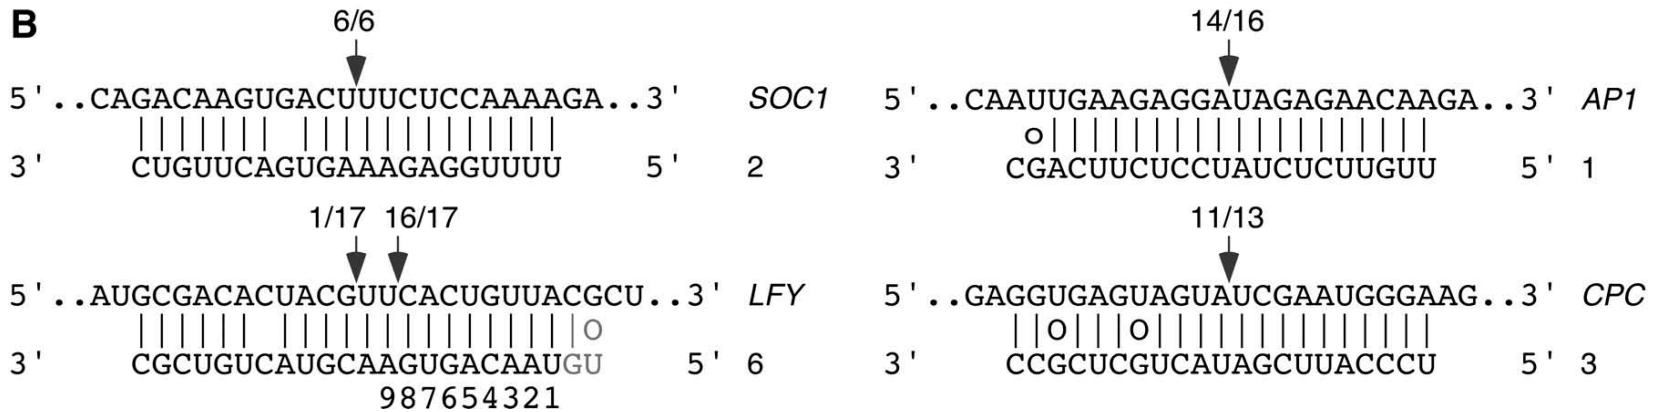 B
6/6
5'..CAGACAAGUGACUUUCUCCAAAAGA..3' SOC1
3' CUGUUCAGUGAAAGAGGUUUU 5' 2
14/16
5'..CAAUUGAAGAGGAUAGAGAACAAGA..3' AP1
o
3' CGACUUCUCCUAUCUCUUGUU 5' 1
1/17 16/17
5'..AUGCGACACUACGUUCACUGUUACGCU..3' LFY
O
3' CGCUGUCAUGCAAGUGACAAUGU 5' 6
987654321
11/13
5'..GAGGUGAGUAGUAUCGAAUGGGAAG..3' CPC
O O
3' CCGCUCGUCAUAGCUUACCCU 5' 3